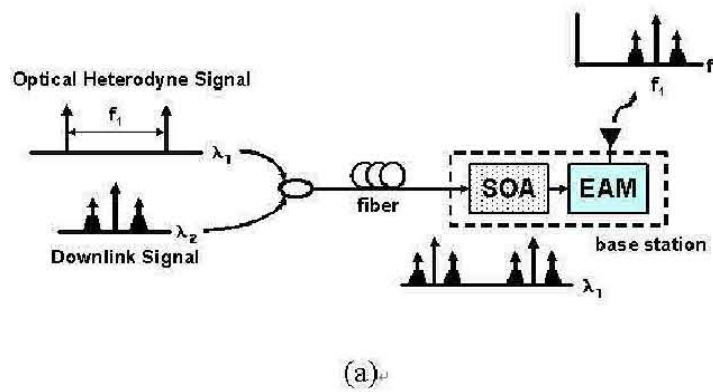 Optical Heterodyne Signal
f₁
λ₁
λ₂
Downlink Signal
fiber
SOA
EAM
base station
f
f₁
λ₁
(a)